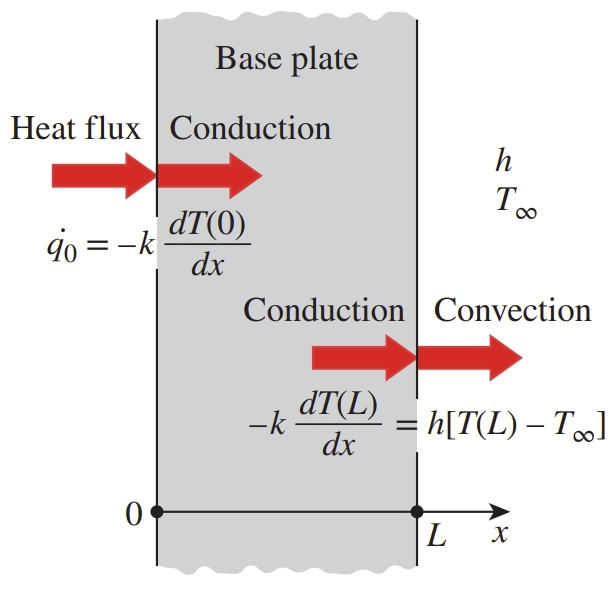 Base plate
Heat flux
Conduction
h
T∞
q̇0 = −k dT(0)/dx
Conduction
Convection
−k dT(L)/dx = h[T(L) − T∞]
0
L
x